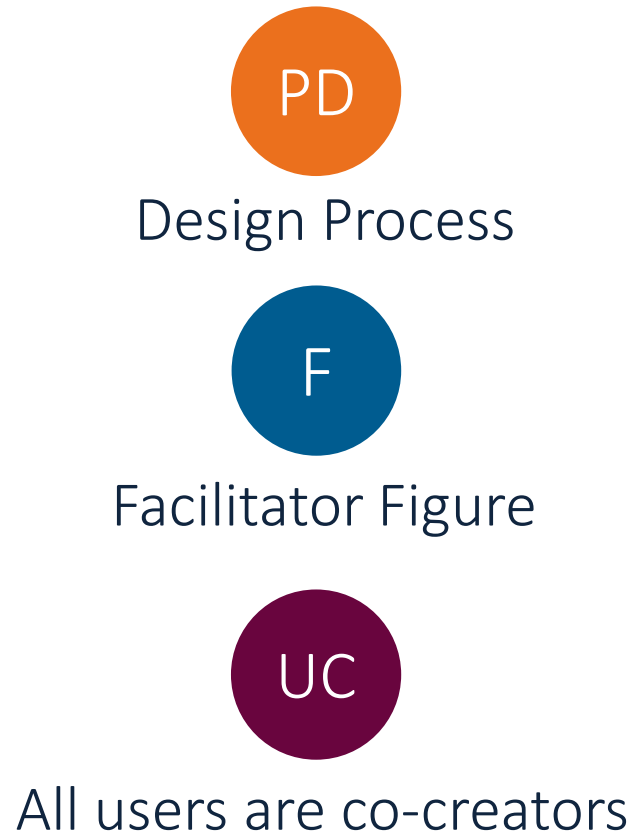 PD
Design Process
F
Facilitator Figure
UC
All users are co-creators